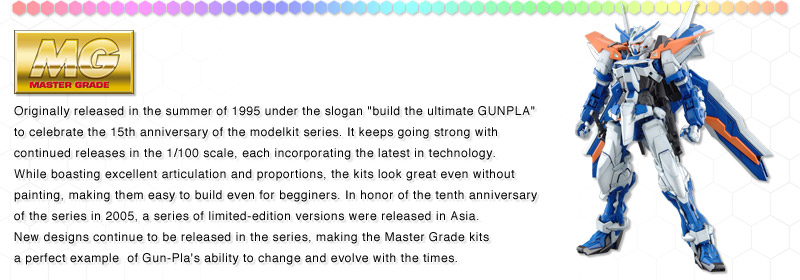 MG
MASTER GRADE
Originally released in the summer of 1995 under the slogan "build the ultimate GUNPLA"
to celebrate the 15th anniversary of the modelkit series. It keeps going strong with
continued releases in the 1/100 scale, each incorporating the latest in technology.
While boasting excellent articulation and proportions, the kits look great even without
painting, making them easy to build even for begginers. In honor of the tenth anniversary
of the series in 2005, a series of limited-edition versions were released in Asia.
New designs continue to be released in the series, making the Master Grade kits
a perfect example  of Gun-Pla's ability to change and evolve with the times.